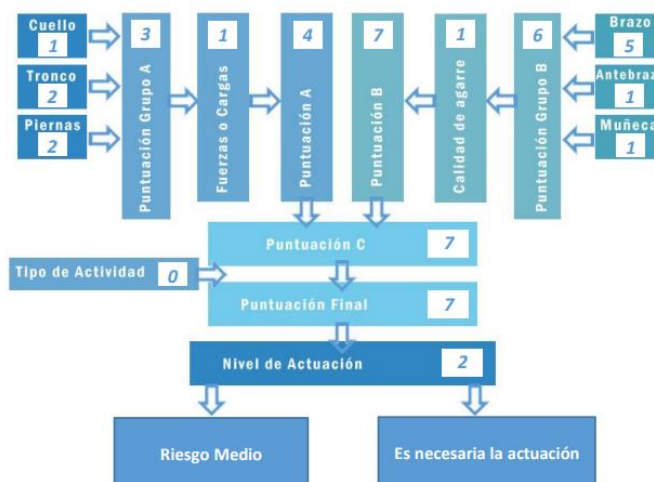 Cuello
1
Tronco
2
Piernas
2
Puntuación Grupo A
3
Fuerzas o Cargas
1
Puntuación A
4
Puntuación B
7
Calidad de agarre
1
Puntuación Grupo B
6
Brazo
5
Antebraz
1
Muñeca
1
Puntuación C
7
Tipo de Actividad
0
Puntuación Final
7
Nivel de Actuación
2
Riesgo Medio
Es necesaria la actuación